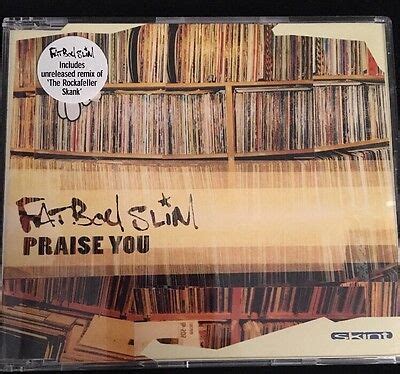 FATBOY SLIM
Includes
unreleased remix of
'The Rockafeller
Skank'
FATBOY SLIM
PRAISE YOU
skint